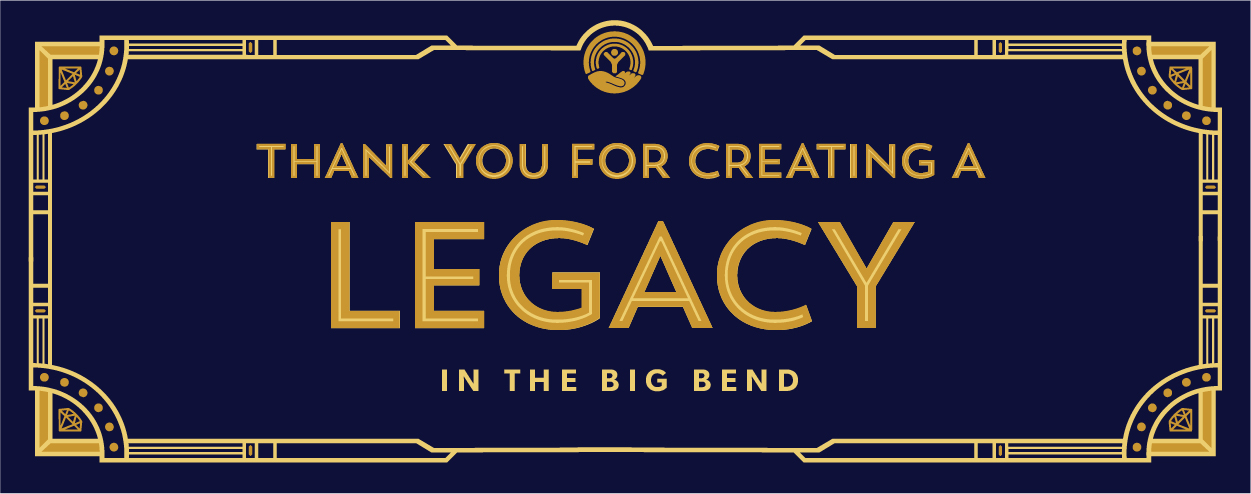 THANK YOU FOR CREATING A
LEGACY
IN THE BIG BEND